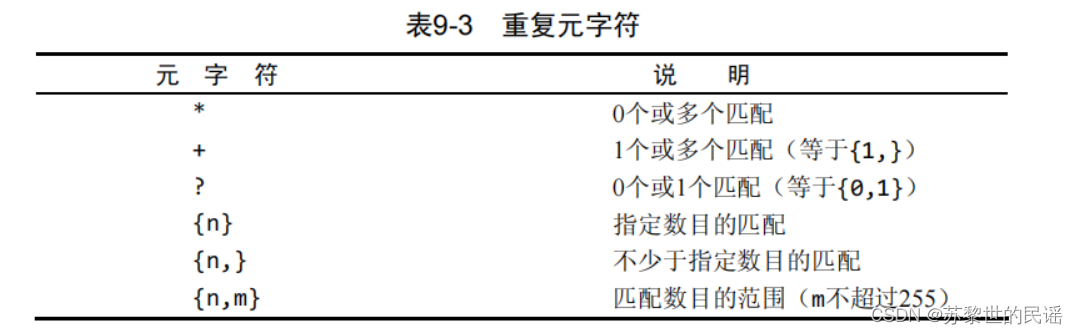 表9-3 重复元字符
元 字 符 说 明
* 0个或多个匹配
+ 1个或多个匹配（等于{1,}）
? 0个或1个匹配（等于{0,1}）
{n} 指定数目的匹配
{n,} 不少于指定数目的匹配
{n,m} 匹配数目的范围（m不超过255）
CSDN @苏黎世的民谣